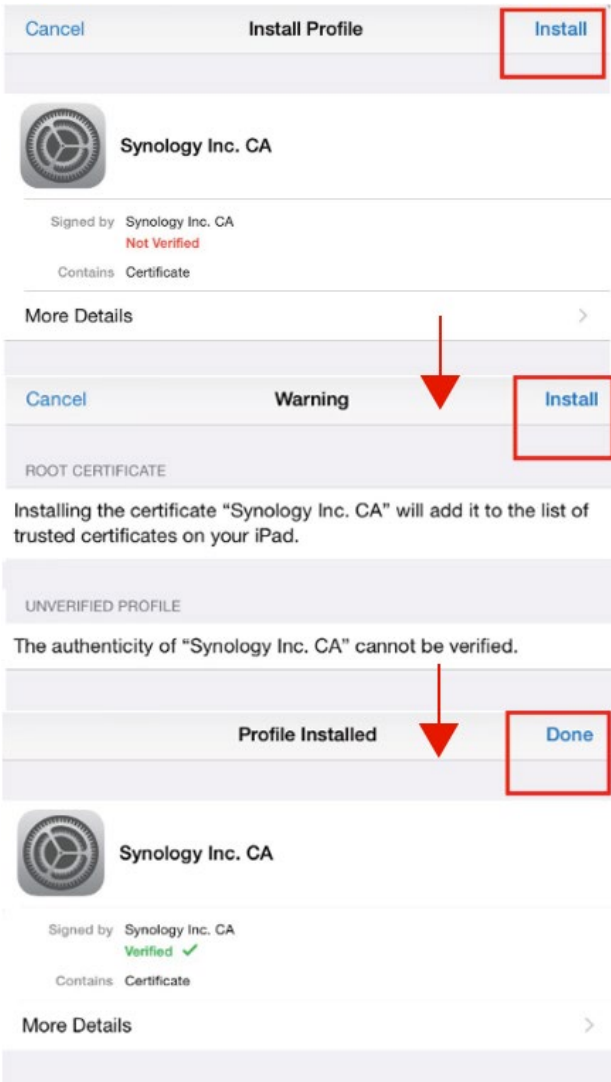 Cancel Install Profile Install
Synology Inc. CA
Signed by Synology Inc. CA
Not Verified
Contains Certificate
More Details
Cancel Warning Install
ROOT CERTIFICATE
Installing the certificate “Synology Inc. CA” will add it to the list of
trusted certificates on your iPad.
UNVERIFIED PROFILE
The authenticity of “Synology Inc. CA” cannot be verified.
Profile Installed Done
Synology Inc. CA
Signed by Synology Inc. CA
Verified
Contains Certificate
More Details